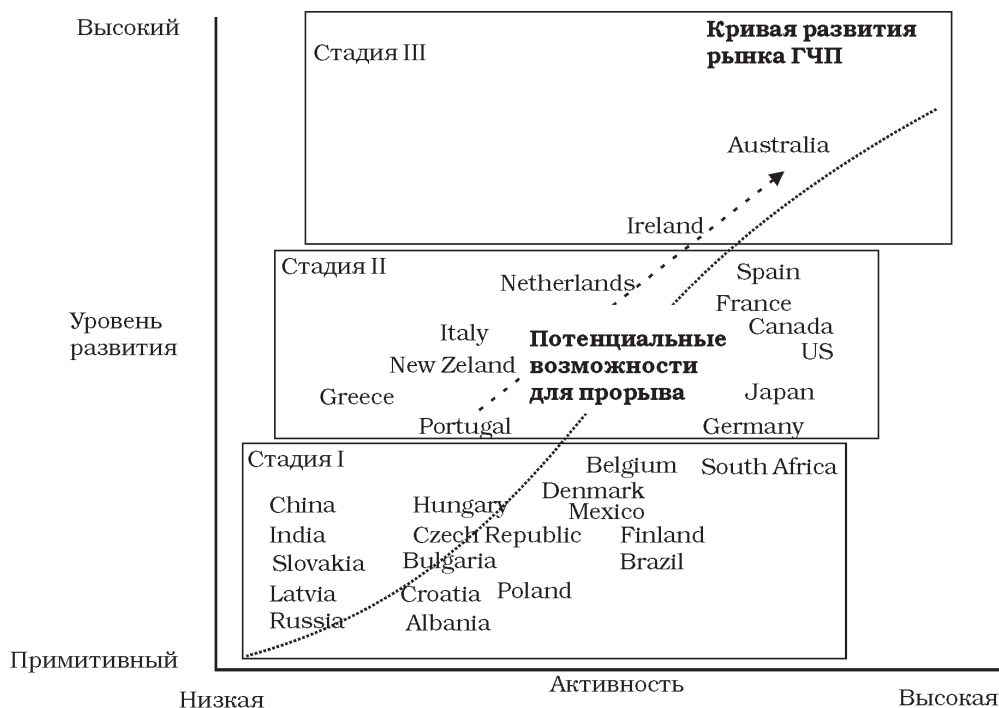 Высокий
Кривая развития
рынка ГЧП
Стадия III
Australia
Ireland
Стадия II
Spain
Netherlands
France
Уровень
развития
Canada
Italy
Потенциальные
возможности
для прорыва
US
New Zeland
Greece
Japan
Portugal
Germany
Стадия I
Belgium
South Africa
Denmark
China
Hungary
Mexico
India
Czech Republic
Finland
Slovakia
Bulgaria
Brazil
Latvia
Croatia
Poland
Russia
Albania
Примитивный
Низкая
Активность
Высокая